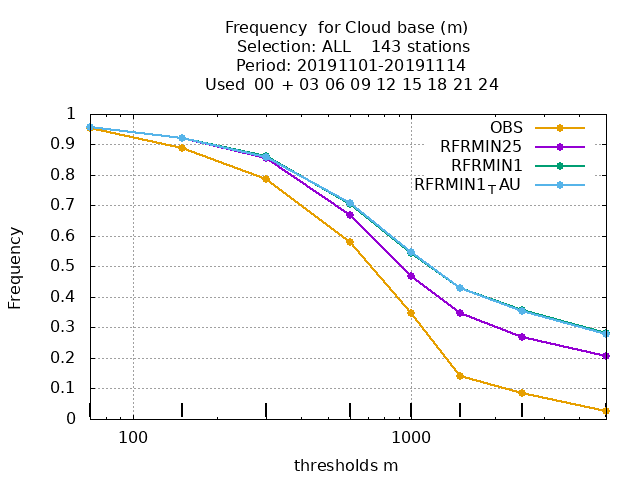 Frequency  for Cloud base (m)
Selection: ALL    143 stations
Period: 20191101-20191114
Used  00  + 03 06 09 12 15 18 21 24
OBS
RFRMIN25
RFRMIN1
RFRMIN1_TAU
1
0.9
0.8
0.7
0.6
0.5
0.4
0.3
0.2
0.1
0
Frequency
100
1000
thresholds m